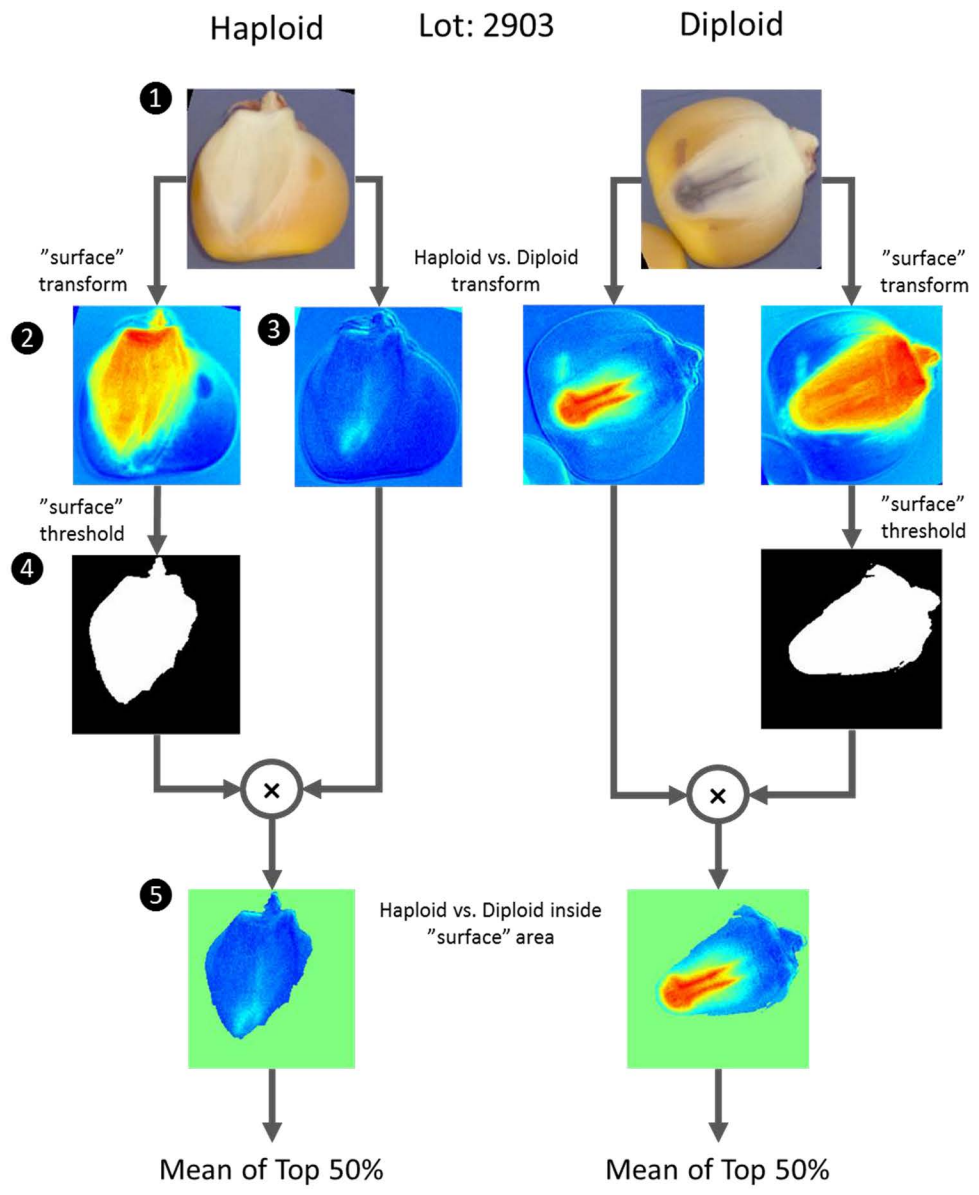 Haploid Lot: 2903 Diploid
1
"surface"
transform
Haploid vs. Diploid
transform
"surface"
transform
2
3
"surface"
threshold
"surface"
threshold
4
×
×
5
Haploid vs. Diploid inside
"surface" area
Mean of Top 50%
Mean of Top 50%